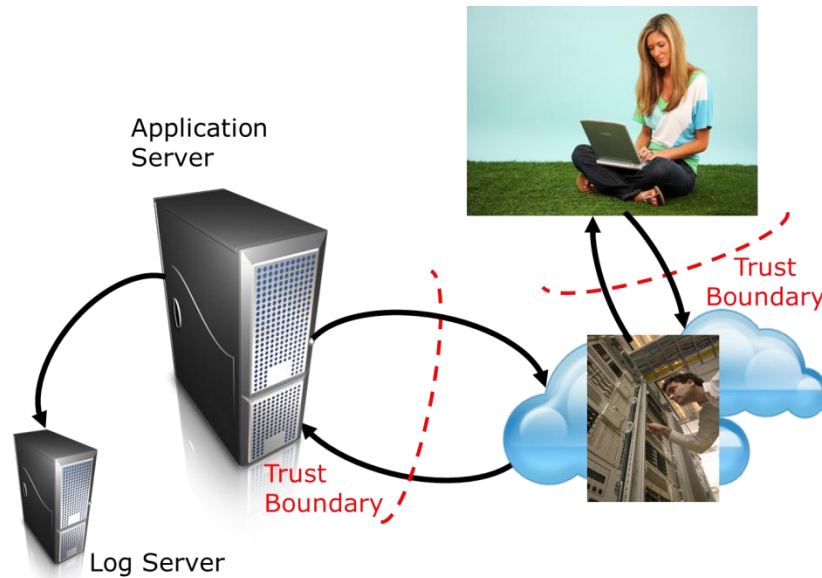 Application
Server
Trust
Boundary
Trust
Boundary
Log Server